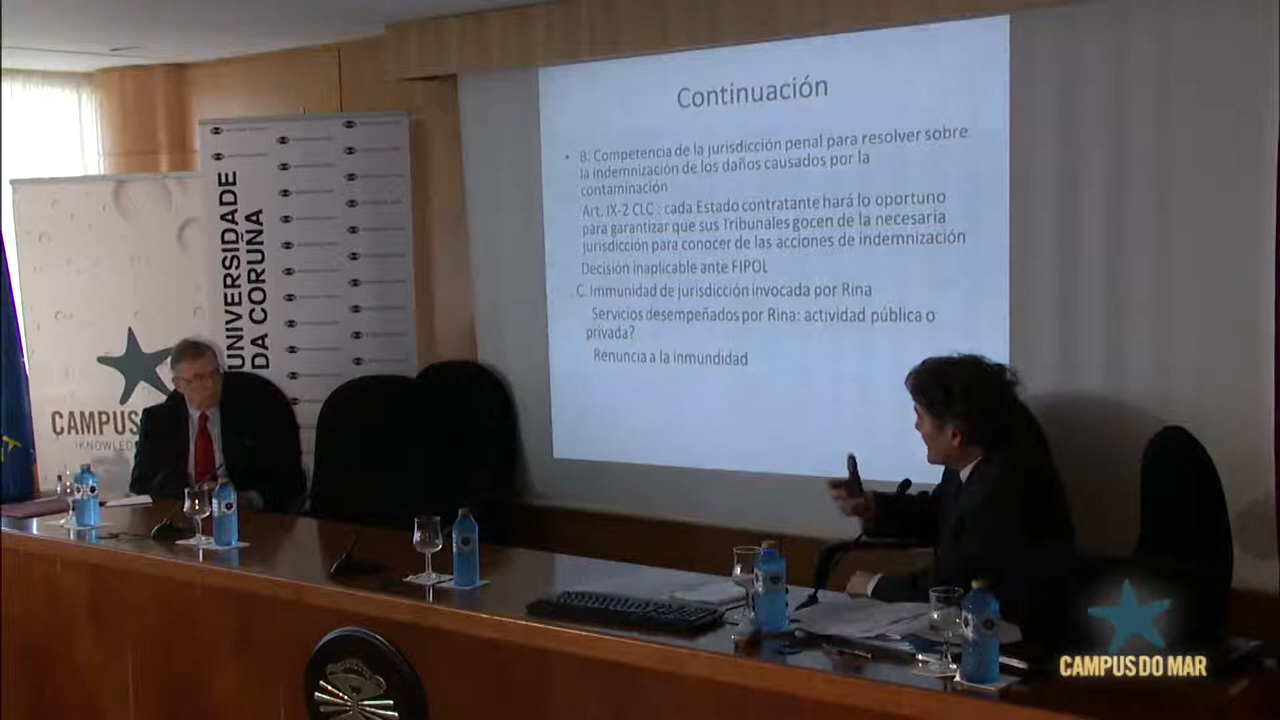 Continuación
• B. Competencia de la jurisdicción penal para resolver sobre
la indemnización de los daños causados por la
contaminación
Art. IX-2 CLC : cada Estado contratante hará lo oportuno
para garantizar que sus Tribunales gocen de la necesaria
jurisdicción para conocer de las acciones de indemnización
Decisión inaplicable ante FIPOL
C. Immunidad de jurisdicción invocada por Rina
Servicios desempeñados por Rina: actividad pública o
privada?
Renuncia a la inmundidad
UNIVERSIDADE
DA CORUÑA
CAMPUS
CAMPUS DO MAR